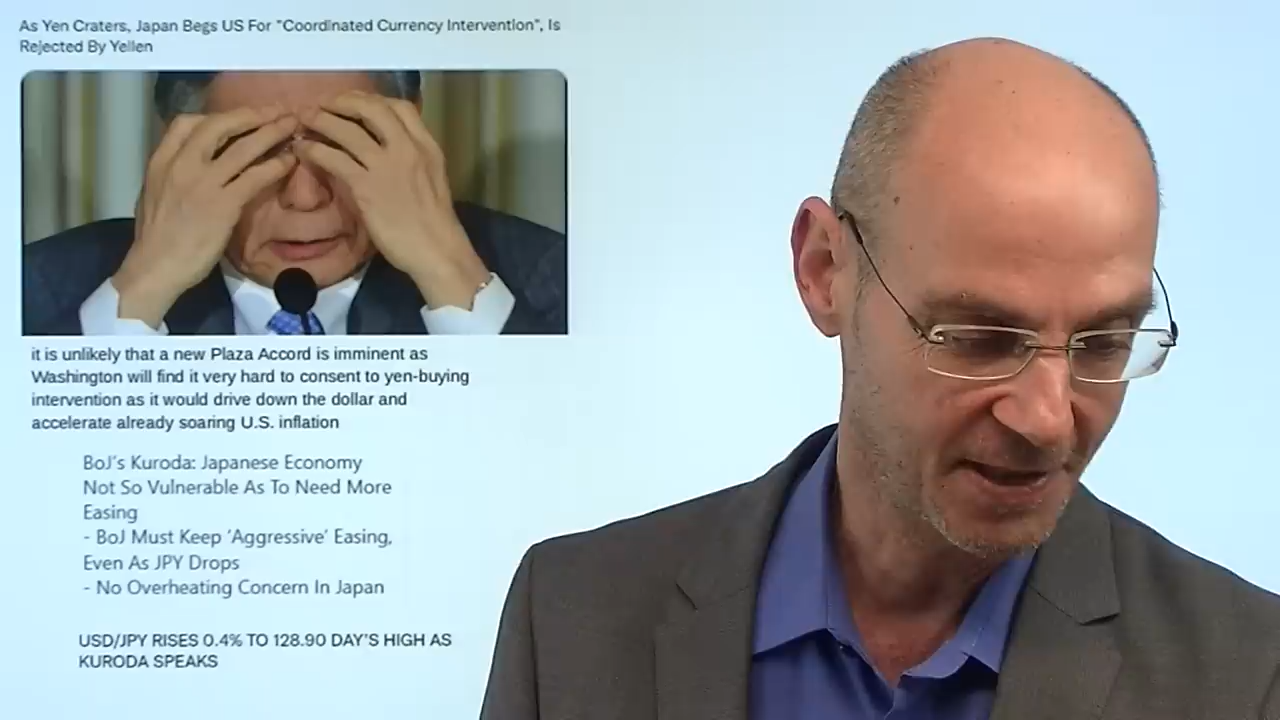 As Yen Craters, Japan Begs US For "Coordinated Currency Intervention", Is
Rejected By Yellen
it is unlikely that a new Plaza Accord is imminent as
Washington will find it very hard to consent to yen-buying
intervention as it would drive down the dollar and
accelerate already soaring U.S. inflation
BoJ's Kuroda: Japanese Economy
Not So Vulnerable As To Need More
Easing
- BoJ Must Keep 'Aggressive' Easing,
Even As JPY Drops
- No Overheating Concern In Japan
USD/JPY RISES 0.4% TO 128.90 DAY'S HIGH AS
KURODA SPEAKS